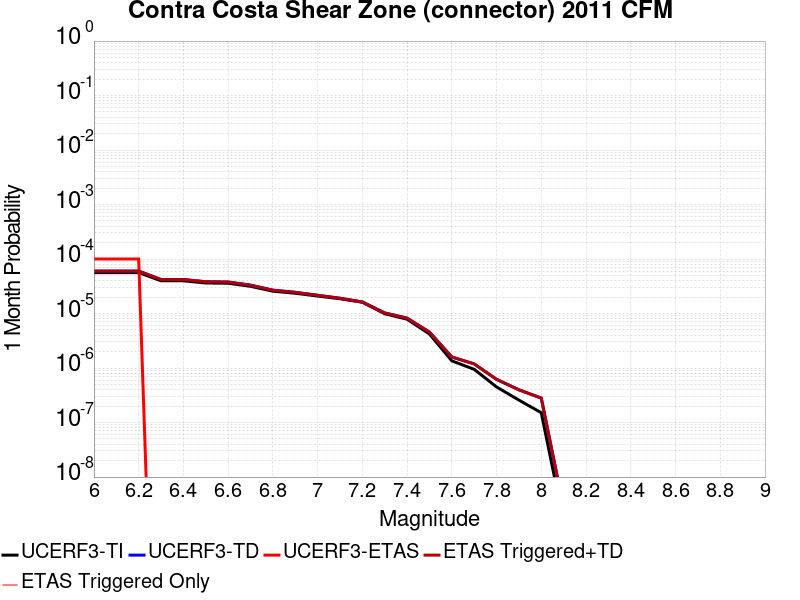 Contra Costa Shear Zone (connector) 2011 CFM
1 Month Probability
10^0
10^-1
10^-2
10^-3
10^-4
10^-5
10^-6
10^-7
10^-8
6 6.2 6.4 6.6 6.8 7 7.2 7.4 7.6 7.8 8 8.2 8.4 8.6 8.8 9
Magnitude
UCERF3-TI UCERF3-TD UCERF3-ETAS ETAS Triggered+TD
ETAS Triggered Only